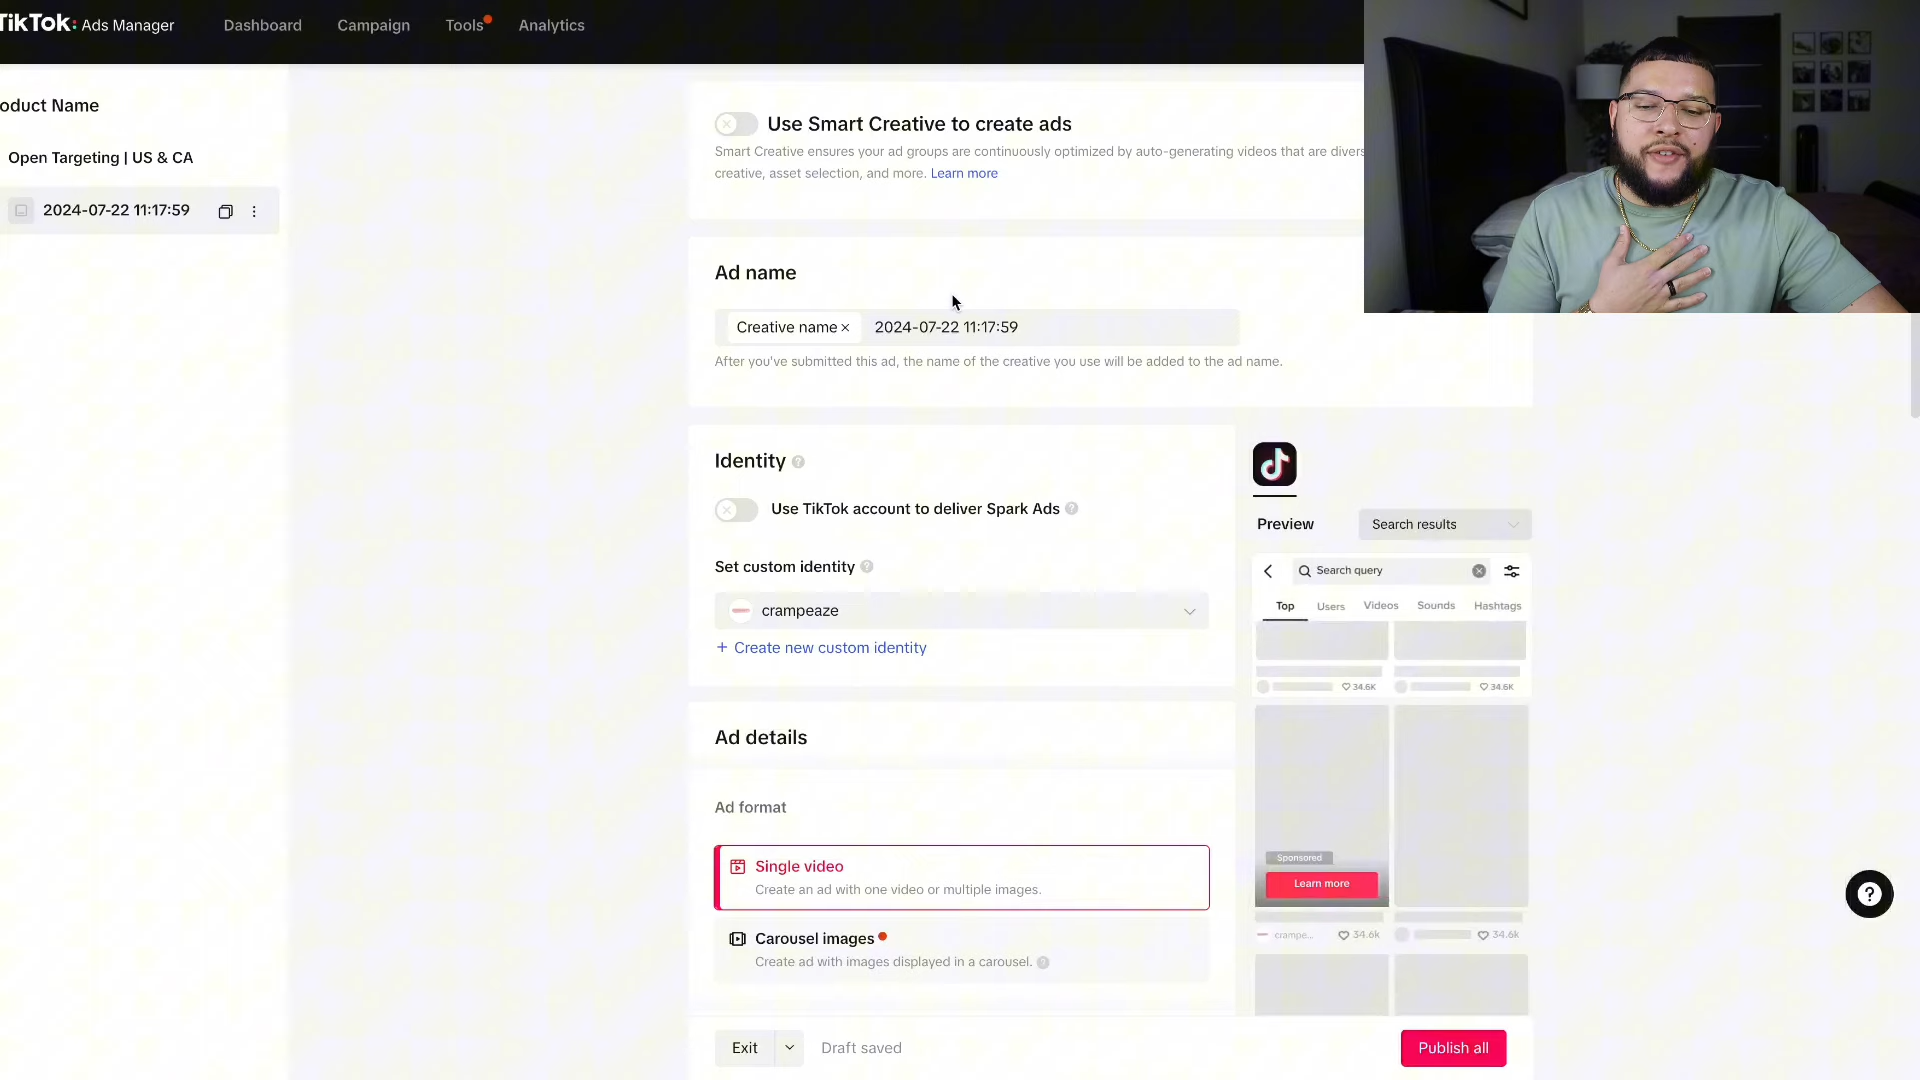 TikTok: Ads Manager
Dashboard
Campaign
Tools
Analytics
oduct Name
Open Targeting | US & CA
2024-07-22 11:17:59
Use Smart Creative to create ads
Smart Creative ensures your ad groups are continuously optimized by auto-generating videos that are divers
creative, asset selection, and more. Learn more
Ad name
Creative name × 2024-07-22 11:17:59
After you've submitted this ad, the name of the creative you use will be added to the ad name.
Identity
Use TikTok account to deliver Spark Ads
Set custom identity
crampeaze
+ Create new custom identity
Ad details
Ad format
Single video
Create an ad with one video or multiple images.
Carousel images
Create ad with images displayed in a carousel.
Exit
Draft saved
Preview
Search results
Search query
Top
Users
Videos
Sounds
Hashtags
34.6K
34.6K
Sponsored
Learn more
crampe...
34.6k
34.6k
Publish all